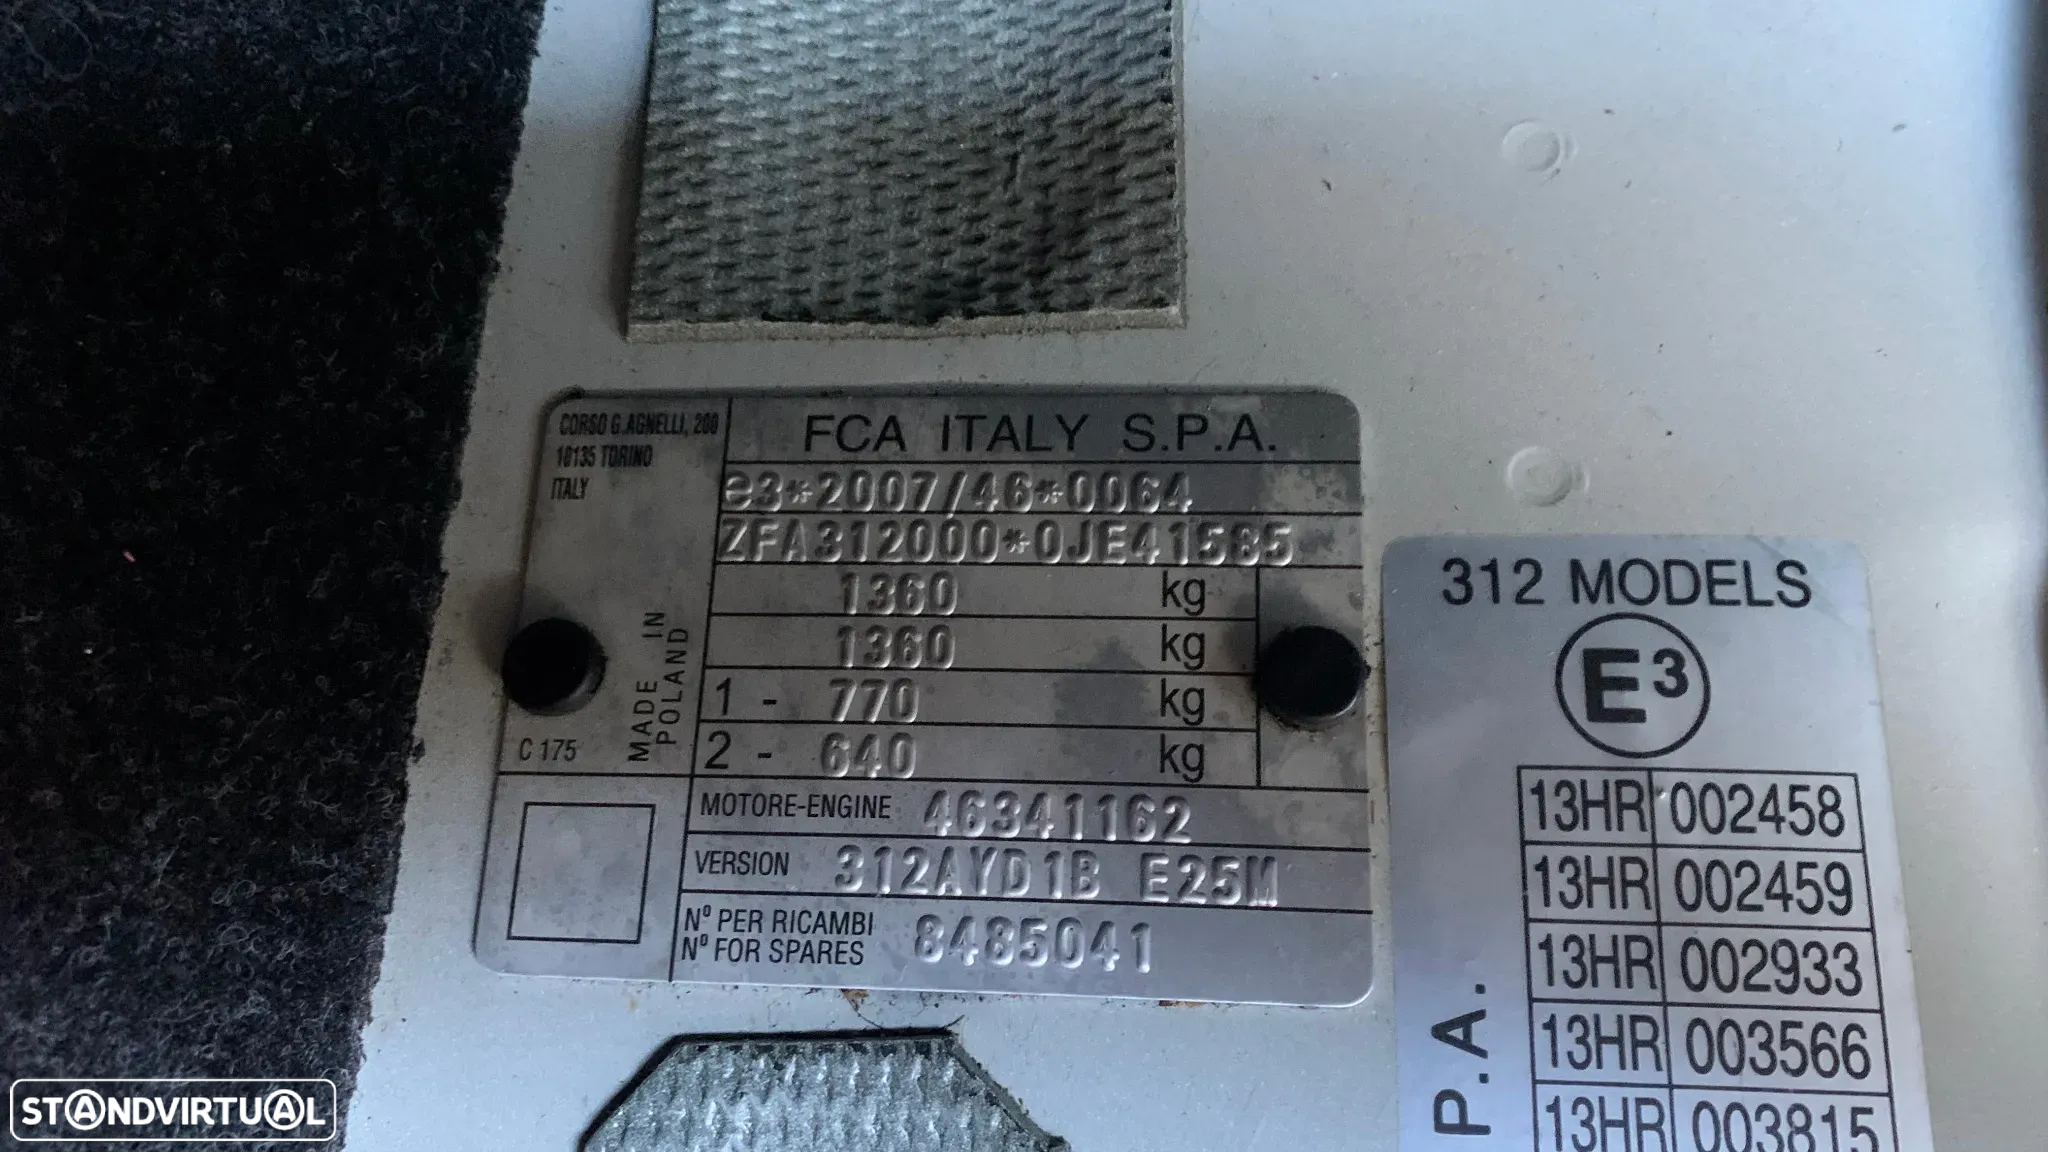 CORSO G. AGNELLI, 200
10135 TORINO
ITALY
FCA ITALY S.P.A.
e3*2007/46*0064
ZFA312000*0JE41585
1360 kg
1360 kg
1 - 770 kg
2 - 640 kg
MADE IN
POLAND
C 175
MOTORE-ENGINE 46341162
VERSION 312AYD1B E25M
Nº PER RICAMBI
Nº FOR SPARES 8485041
312 MODELS
E3
13HR 002458
13HR 002459
13HR 002933
13HR 003566
13HR 003815
P.A.
STANDVIRTUAL